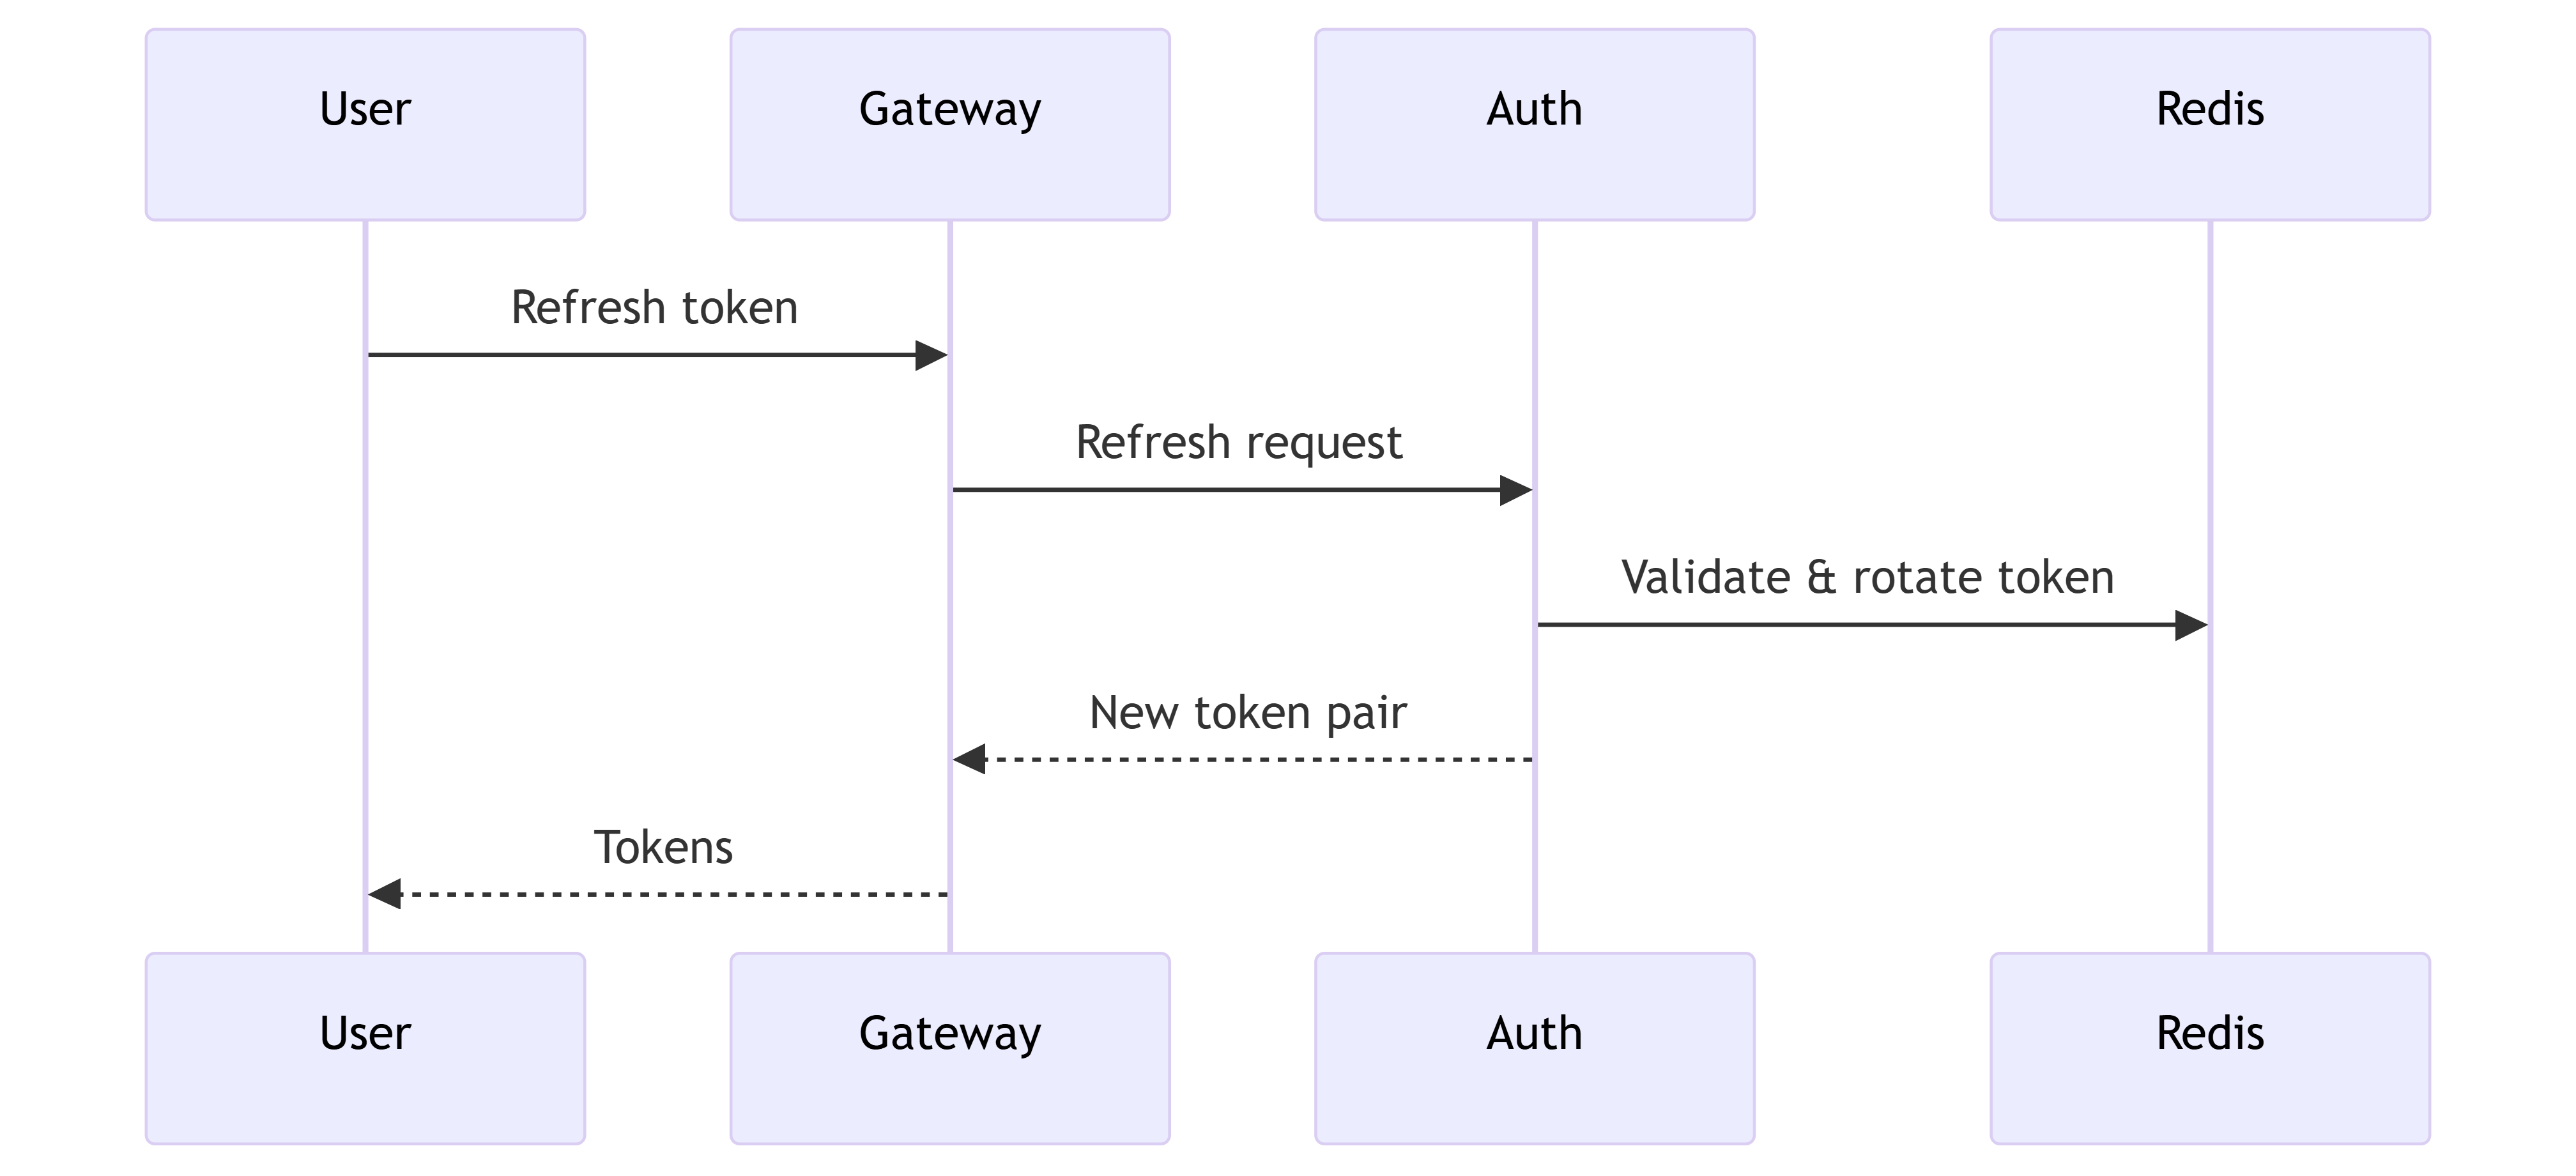 User
Gateway
Auth
Redis
Refresh token
Refresh request
Validate & rotate token
New token pair
Tokens
User
Gateway
Auth
Redis